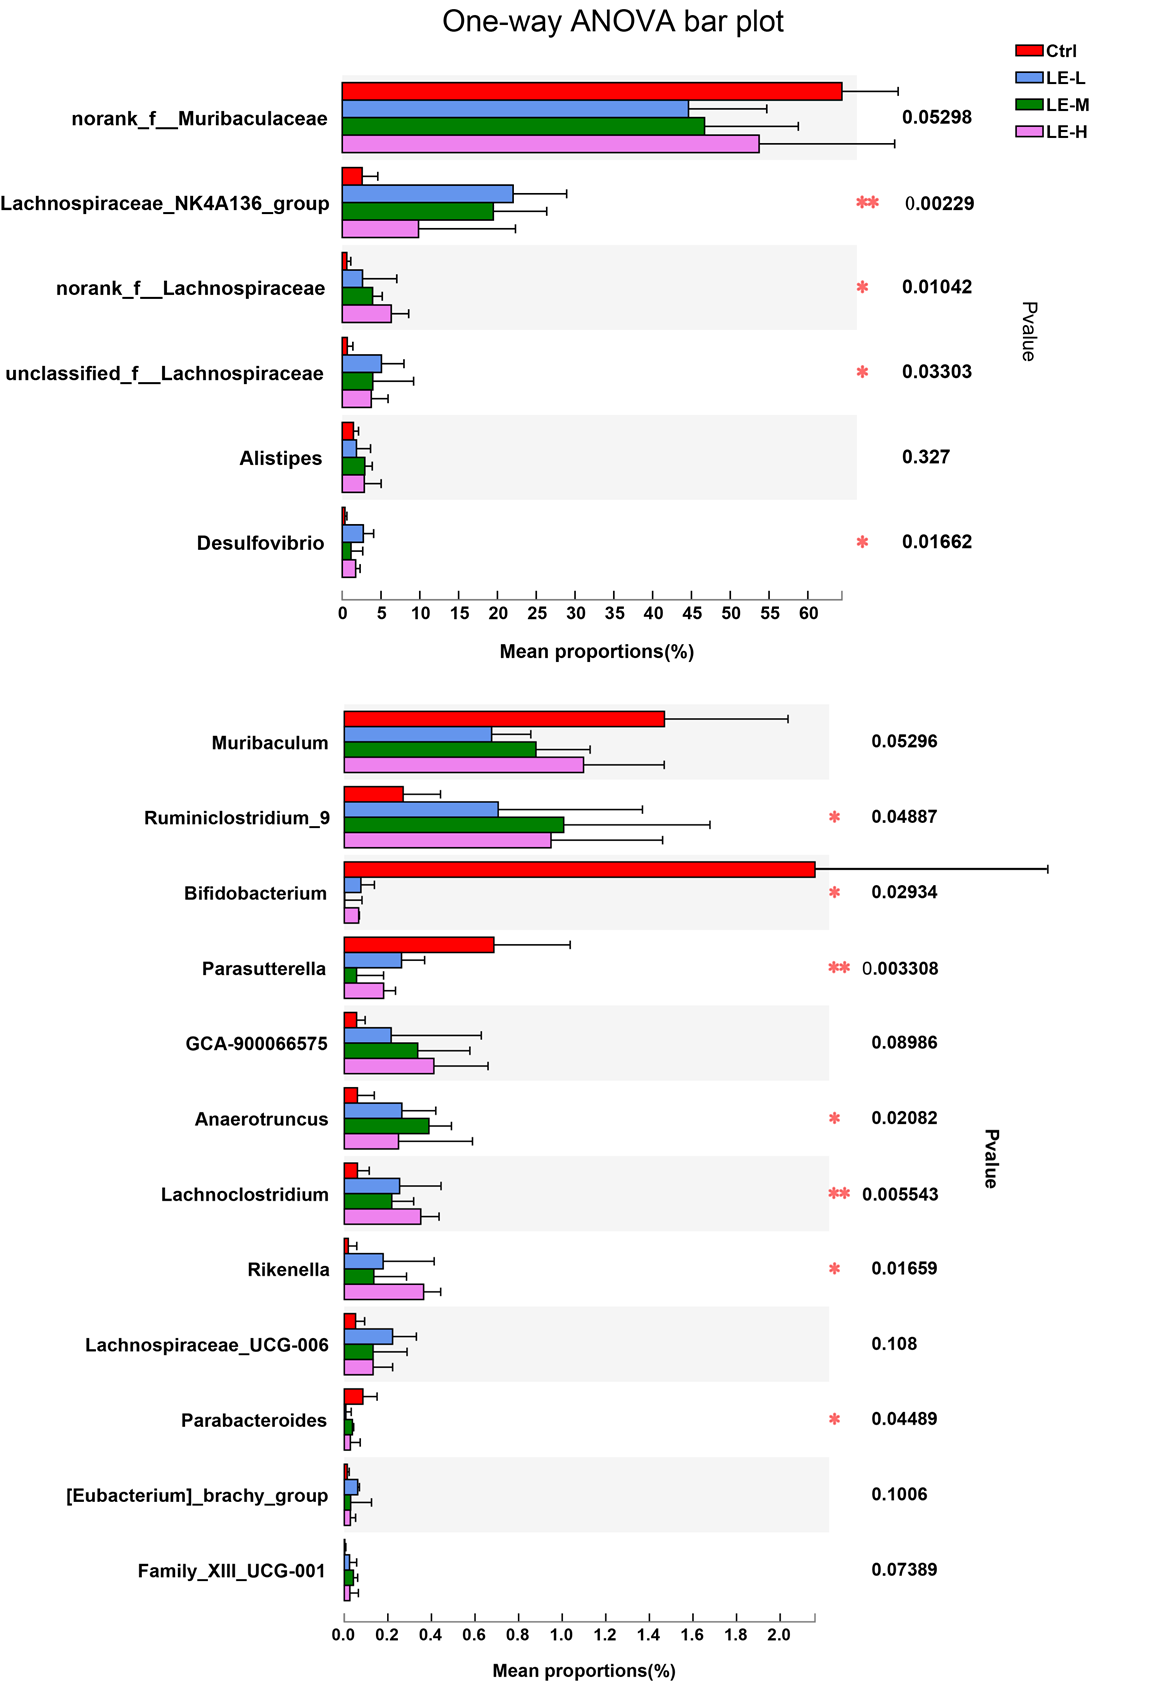 One-way ANOVA bar plot
Ctrl
LE-L
LE-M
LE-H
norank_f__Muribaculaceae 0.05298
Lachnospiraceae_NK4A136_group ** 0.00229
norank_f__Lachnospiraceae * 0.01042
unclassified_f__Lachnospiraceae * 0.03303
Alistipes 0.327
Desulfovibrio * 0.01662
Pvalue
0 5 10 15 20 25 30 35 40 45 50 55 60
Mean proportions(%)
Muribaculum 0.05296
Ruminiclostridium_9 * 0.04887
Bifidobacterium * 0.02934
Parasutterella ** 0.003308
GCA-900066575 0.08986
Anaerotruncus * 0.02082
Lachnoclostridium ** 0.005543
Rikenella * 0.01659
Lachnospiraceae_UCG-006 0.108
Parabacteroides * 0.04489
[Eubacterium]_brachy_group 0.1006
Family_XIII_UCG-001 0.07389
Pvalue
0.0 0.2 0.4 0.6 0.8 1.0 1.2 1.4 1.6 1.8 2.0
Mean proportions(%)